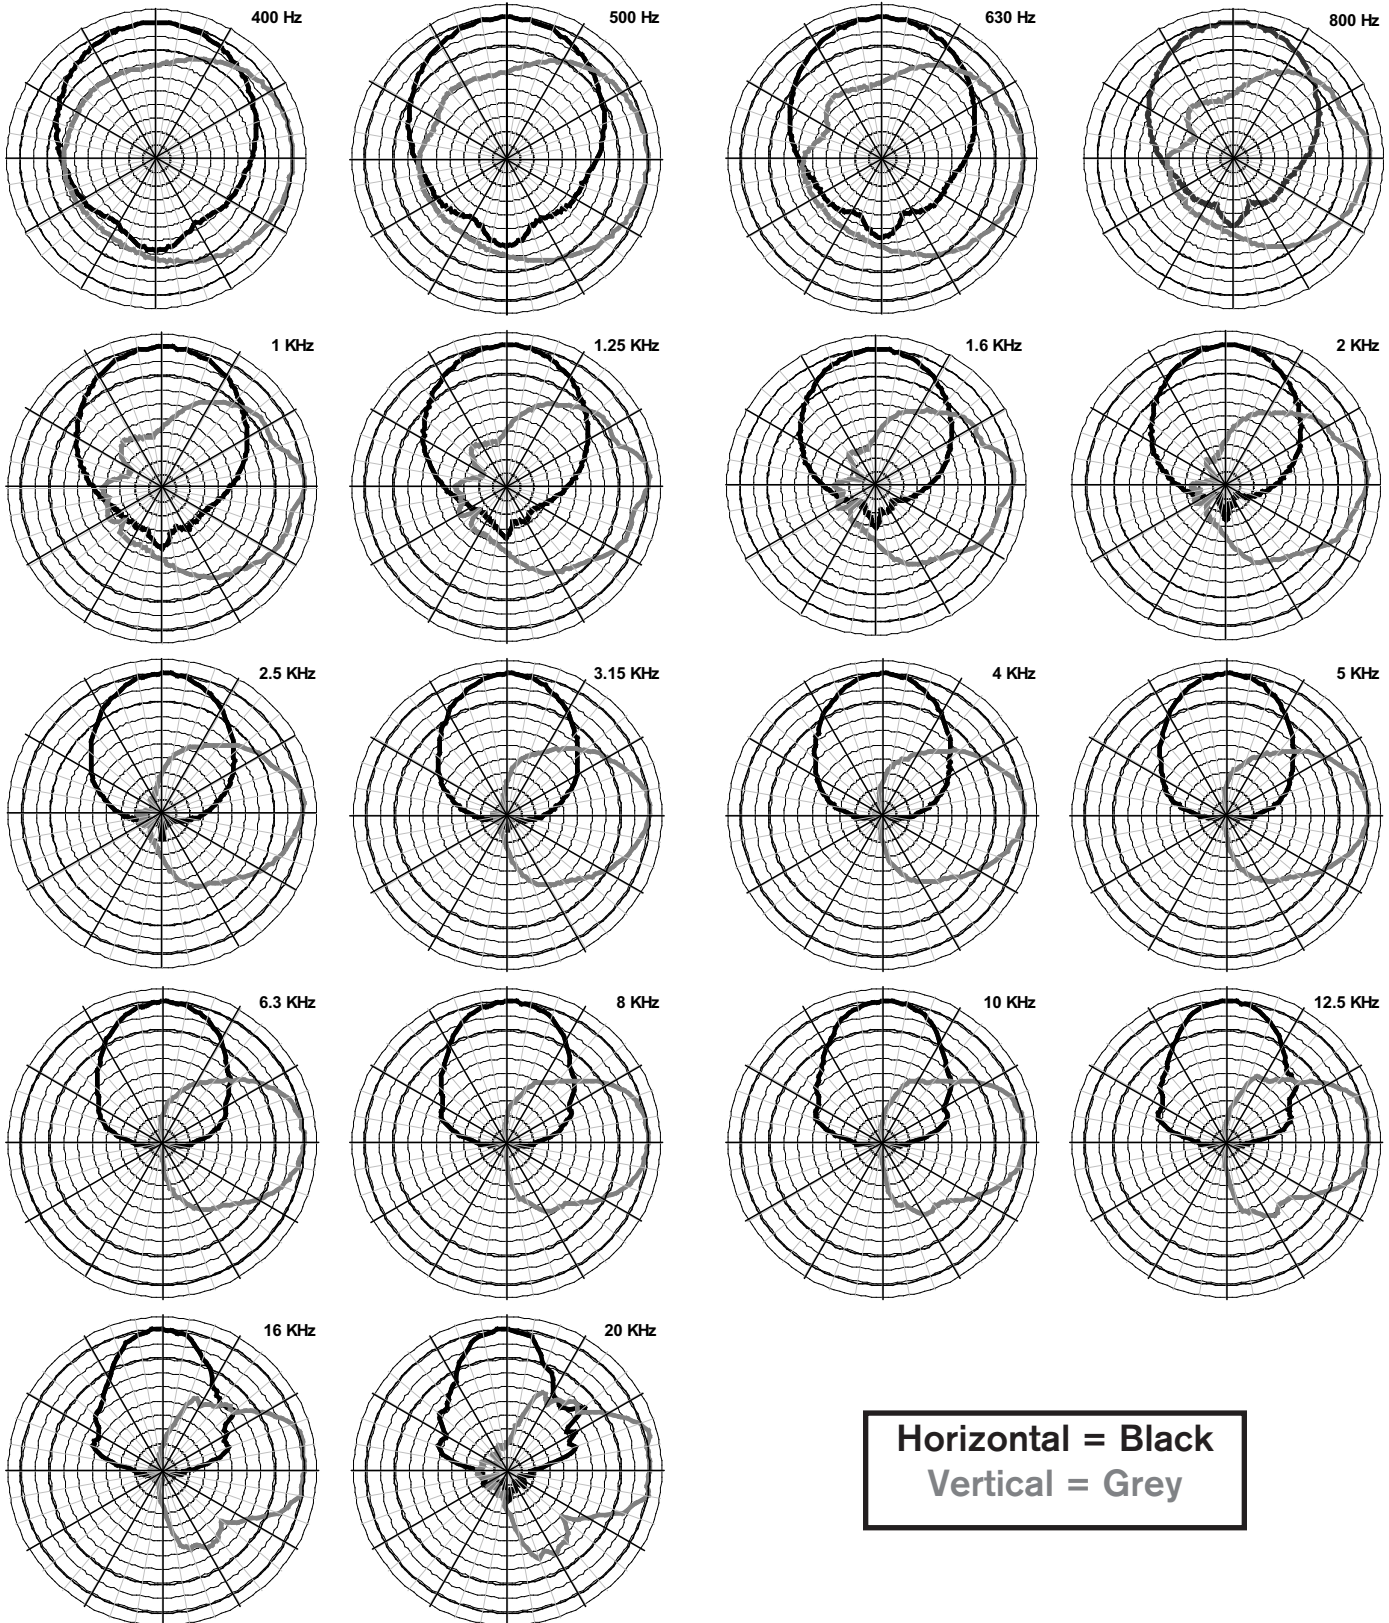 400 Hz
500 Hz
630 Hz
800 Hz
1 KHz
1.25 KHz
1.6 KHz
2 KHz
2.5 KHz
3.15 KHz
4 KHz
5 KHz
6.3 KHz
8 KHz
10 KHz
12.5 KHz
16 KHz
20 KHz
Horizontal = Black
Vertical = Grey